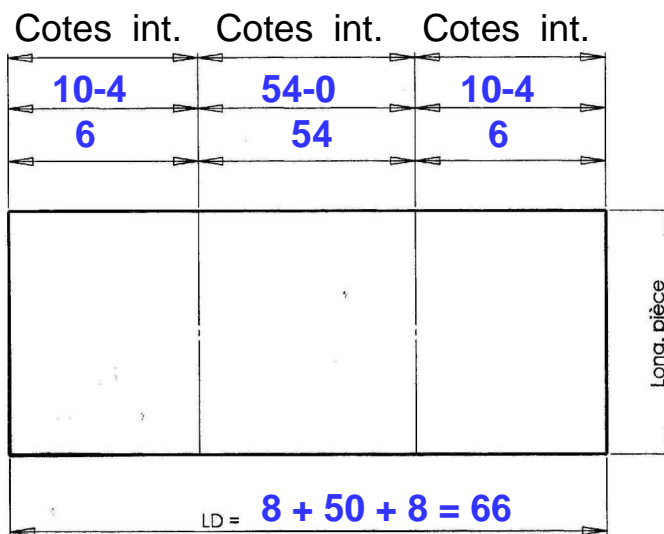 Cotes int. Cotes int. Cotes int.
10-4 54-0 10-4
6 54 6
Long. pièce
LD = 8 + 50 + 8 = 66